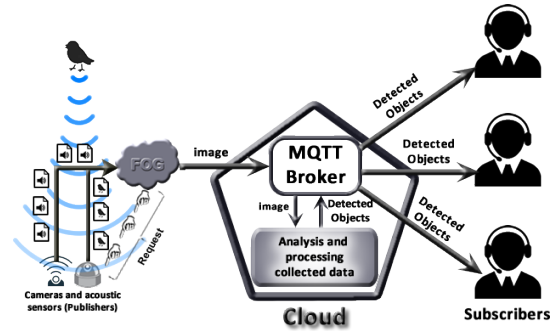 FOG
image
MQTT
Broker
Detected
Objects
Detected
Objects
Detected
Objects
image
Detected
Objects
Analysis and
processing
collected data
Request
Cameras and acoustic
sensors (Publishers)
Cloud
Subscribers